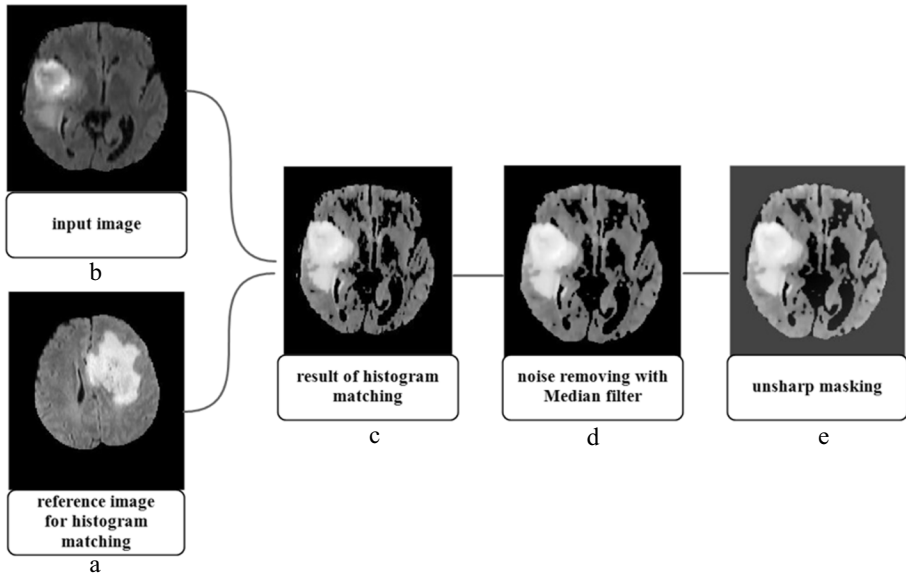 input image
b
reference image
for histogram
matching
a
result of histogram
matching
c
noise removing with
Median filter
d
unsharp masking
e